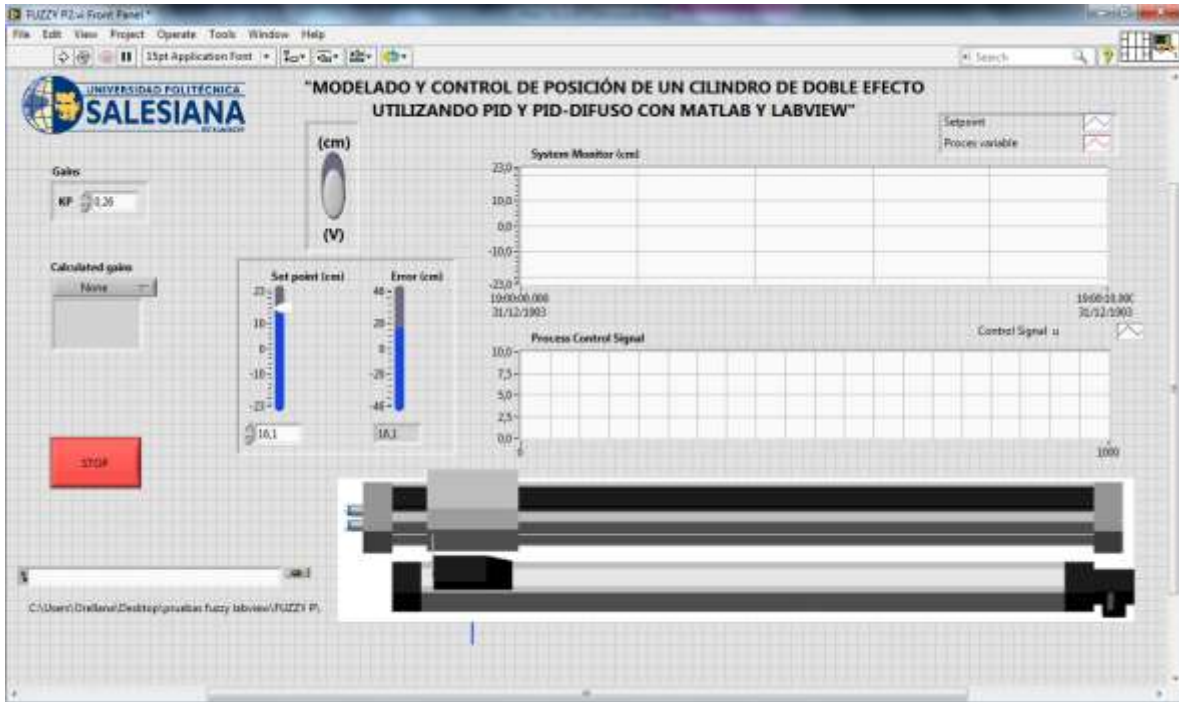 FUZZY P2.vi Front Panel *
File Edit View Project Operate Tools Window Help
15pt Application Font
Search
UNIVERSIDAD POLITÉCNICA
SALESIANA
ECUADOR
"MODELADO Y CONTROL DE POSICIÓN DE UN CILINDRO DE DOBLE EFECTO
UTILIZANDO PID Y PID-DIFUSO CON MATLAB Y LABVIEW"
Setpoint
Proces variable
(cm)
(V)
Gains
KP 0,26
Calculated gains
None
Set point (cm)
23
10
0
-10
-23
16,1
Error (cm)
46
20
0
-20
-46
16,1
System Monitor (cm)
23,0
10,0
0,0
-10,0
-23,0
19:00:00,000
31/12/1903
19:00:10,00
31/12/1903
Process Control Signal
Control Signal u
10,0
7,5
5,0
2,5
0,0
0
1000
STOP
C:\Users\Orellana\Desktop\pruebas fuzzy labview\FUZZY P\